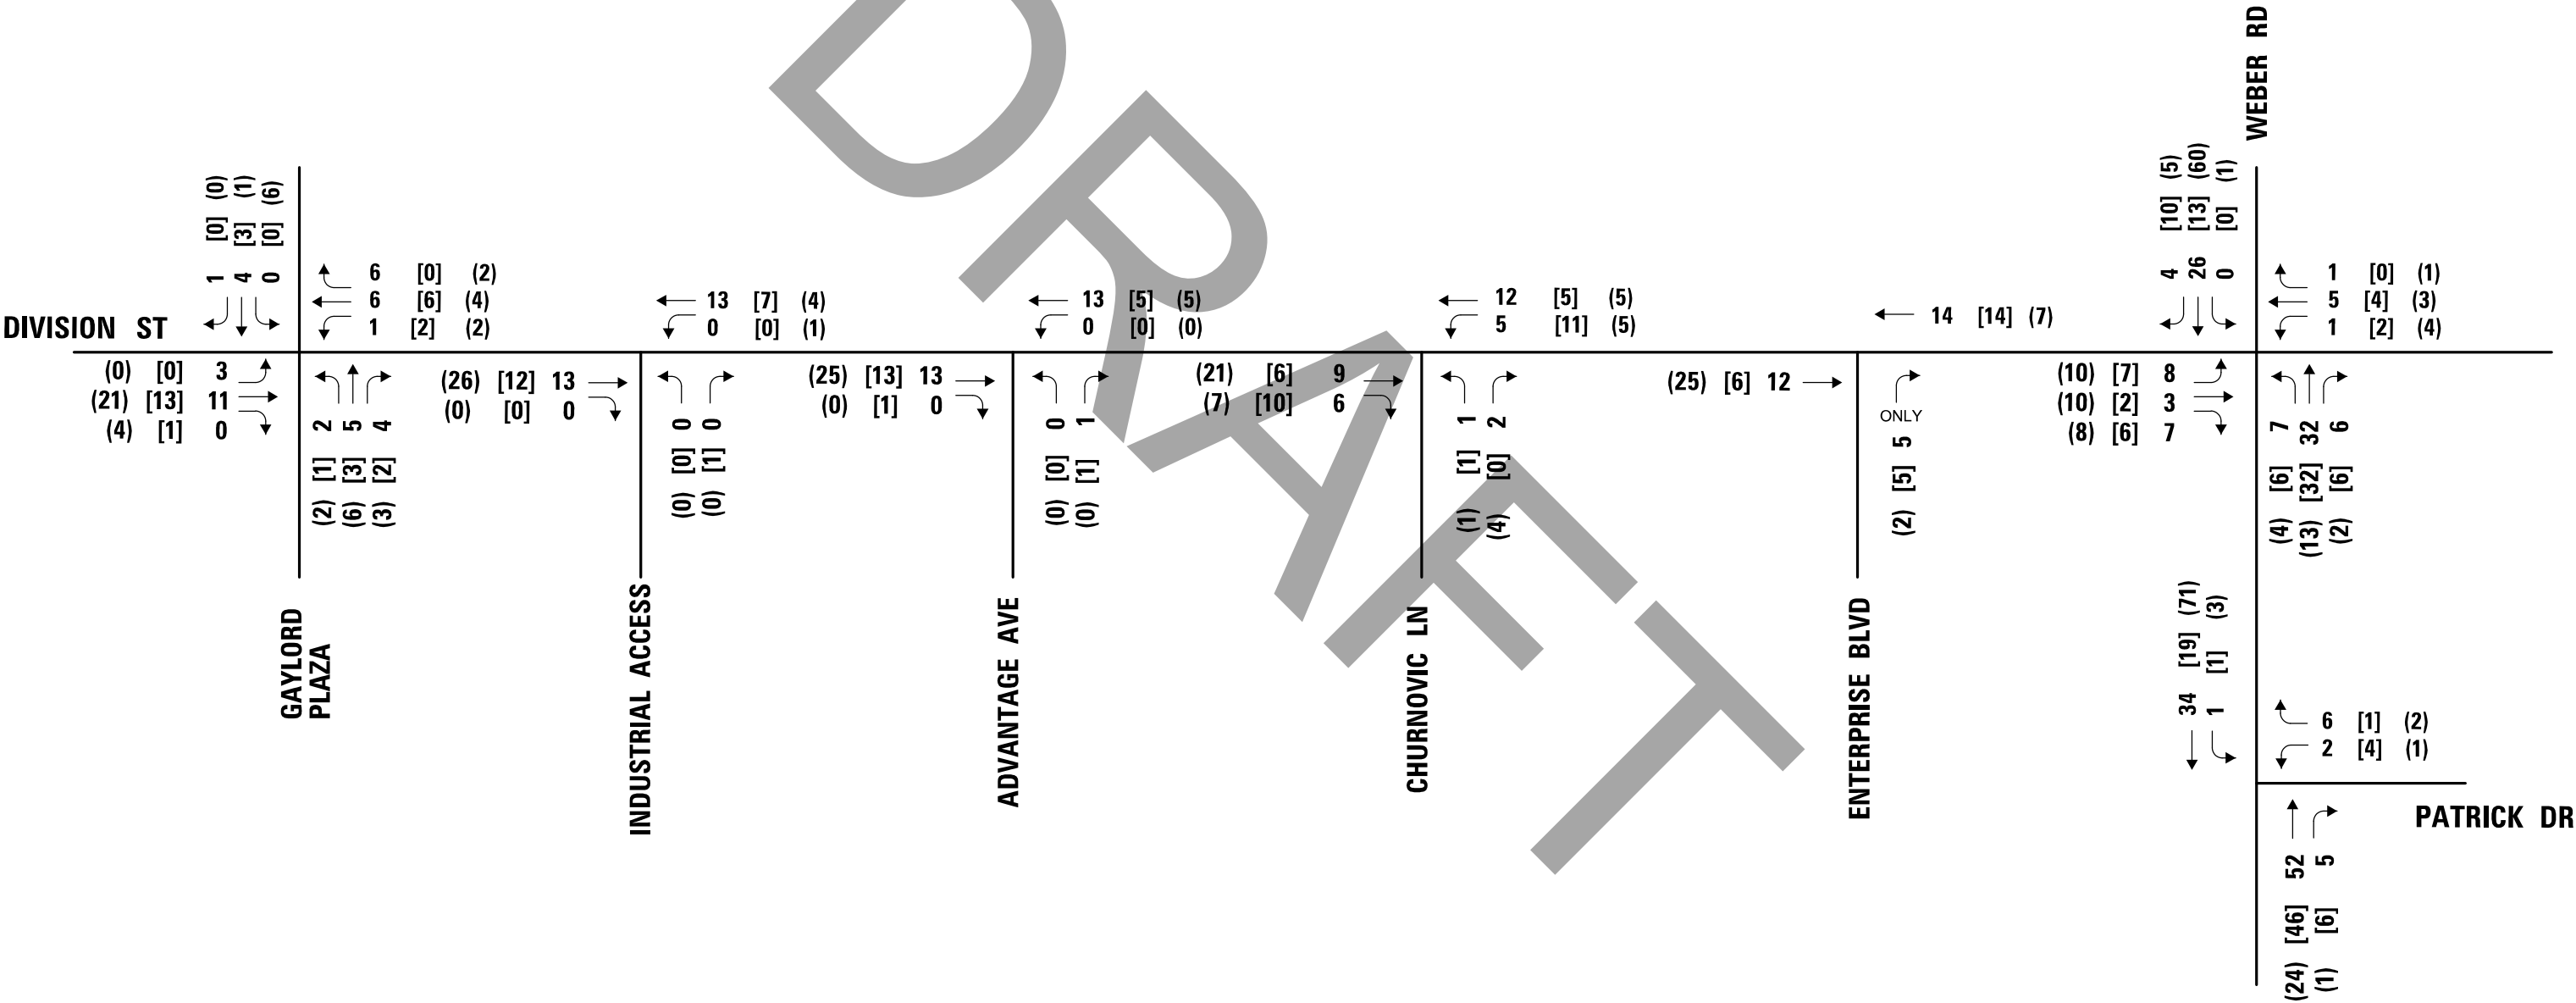 DRAFT
WEBER RD
DIVISION ST
1 [0] (0)
4 [3] (1)
0 [0] (6)
6 [0] (2)
6 [6] (4)
1 [2] (2)
(0) [0] 3
(21) [13] 11
(4) [1] 0
(2) [1] 2
(6) [3] 5
(3) [2] 4
GAYLORD
PLAZA
13 [7] (4)
0 [0] (1)
(26) [12] 13
(0) [0] 0
(0) [0] 0
(0) [1] 0
INDUSTRIAL ACCESS
13 [5] (5)
0 [0] (0)
(25) [13] 13
(0) [1] 0
(0) [0] 0
(0) [1] 1
ADVANTAGE AVE
12 [5] (5)
5 [11] (5)
(21) [6] 9
(7) [10] 6
(1) [1] 1
(4) [0] 2
CHURNOVIC LN
14 [14] (7)
(25) [6] 12
ONLY
(2) [5] 5
ENTERPRISE BLVD
4 [10] (5)
26 [13] (60)
0 [0] (1)
1 [0] (1)
5 [4] (3)
1 [2] (4)
(10) [7] 8
(10) [2] 3
(8) [6] 7
(4) [6] 7
(13) [32] 32
(2) [6] 6
34 [19] (71)
1 [1] (3)
6 [1] (2)
2 [4] (1)
PATRICK DR
(24) [46] 52
(1) [6] 5